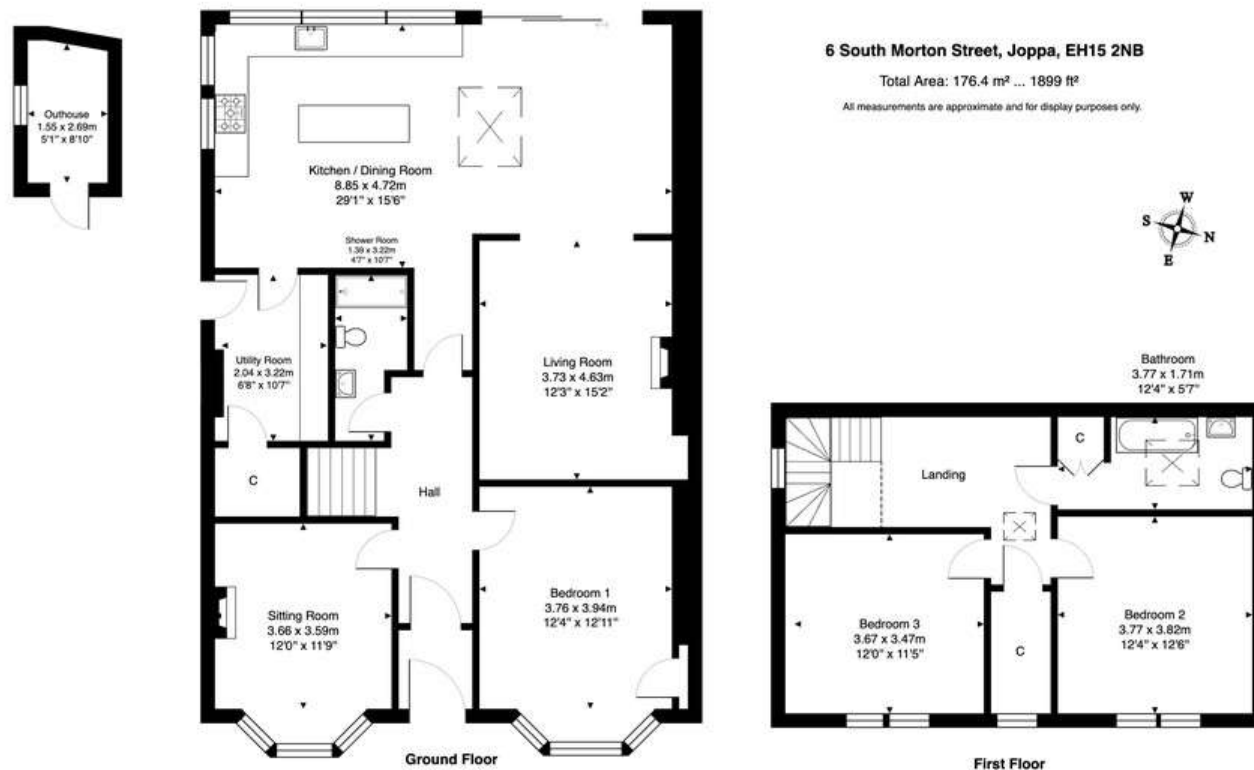 6 South Morton Street, Joppa, EH15 2NB
Total Area: 176.4 m² ... 1899 ft²
All measurements are approximate and for display purposes only.
W
S
N
E
Outhouse
1.55 x 2.69m
5'1" x 8'10"
Kitchen / Dining Room
8.85 x 4.72m
29'1" x 15'6"
Shower Room
1.39 x 3.22m
4'7" x 10'7"
Utility Room
2.04 x 3.22m
6'8" x 10'7"
Living Room
3.73 x 4.63m
12'3" x 15'2"
C
Hall
Sitting Room
3.66 x 3.59m
12'0" x 11'9"
Bedroom 1
3.76 x 3.94m
12'4" x 12'11"
Ground Floor
Bathroom
3.77 x 1.71m
12'4" x 5'7"
C
Landing
Bedroom 3
3.67 x 3.47m
12'0" x 11'5"
C
Bedroom 2
3.77 x 3.82m
12'4" x 12'6"
First Floor